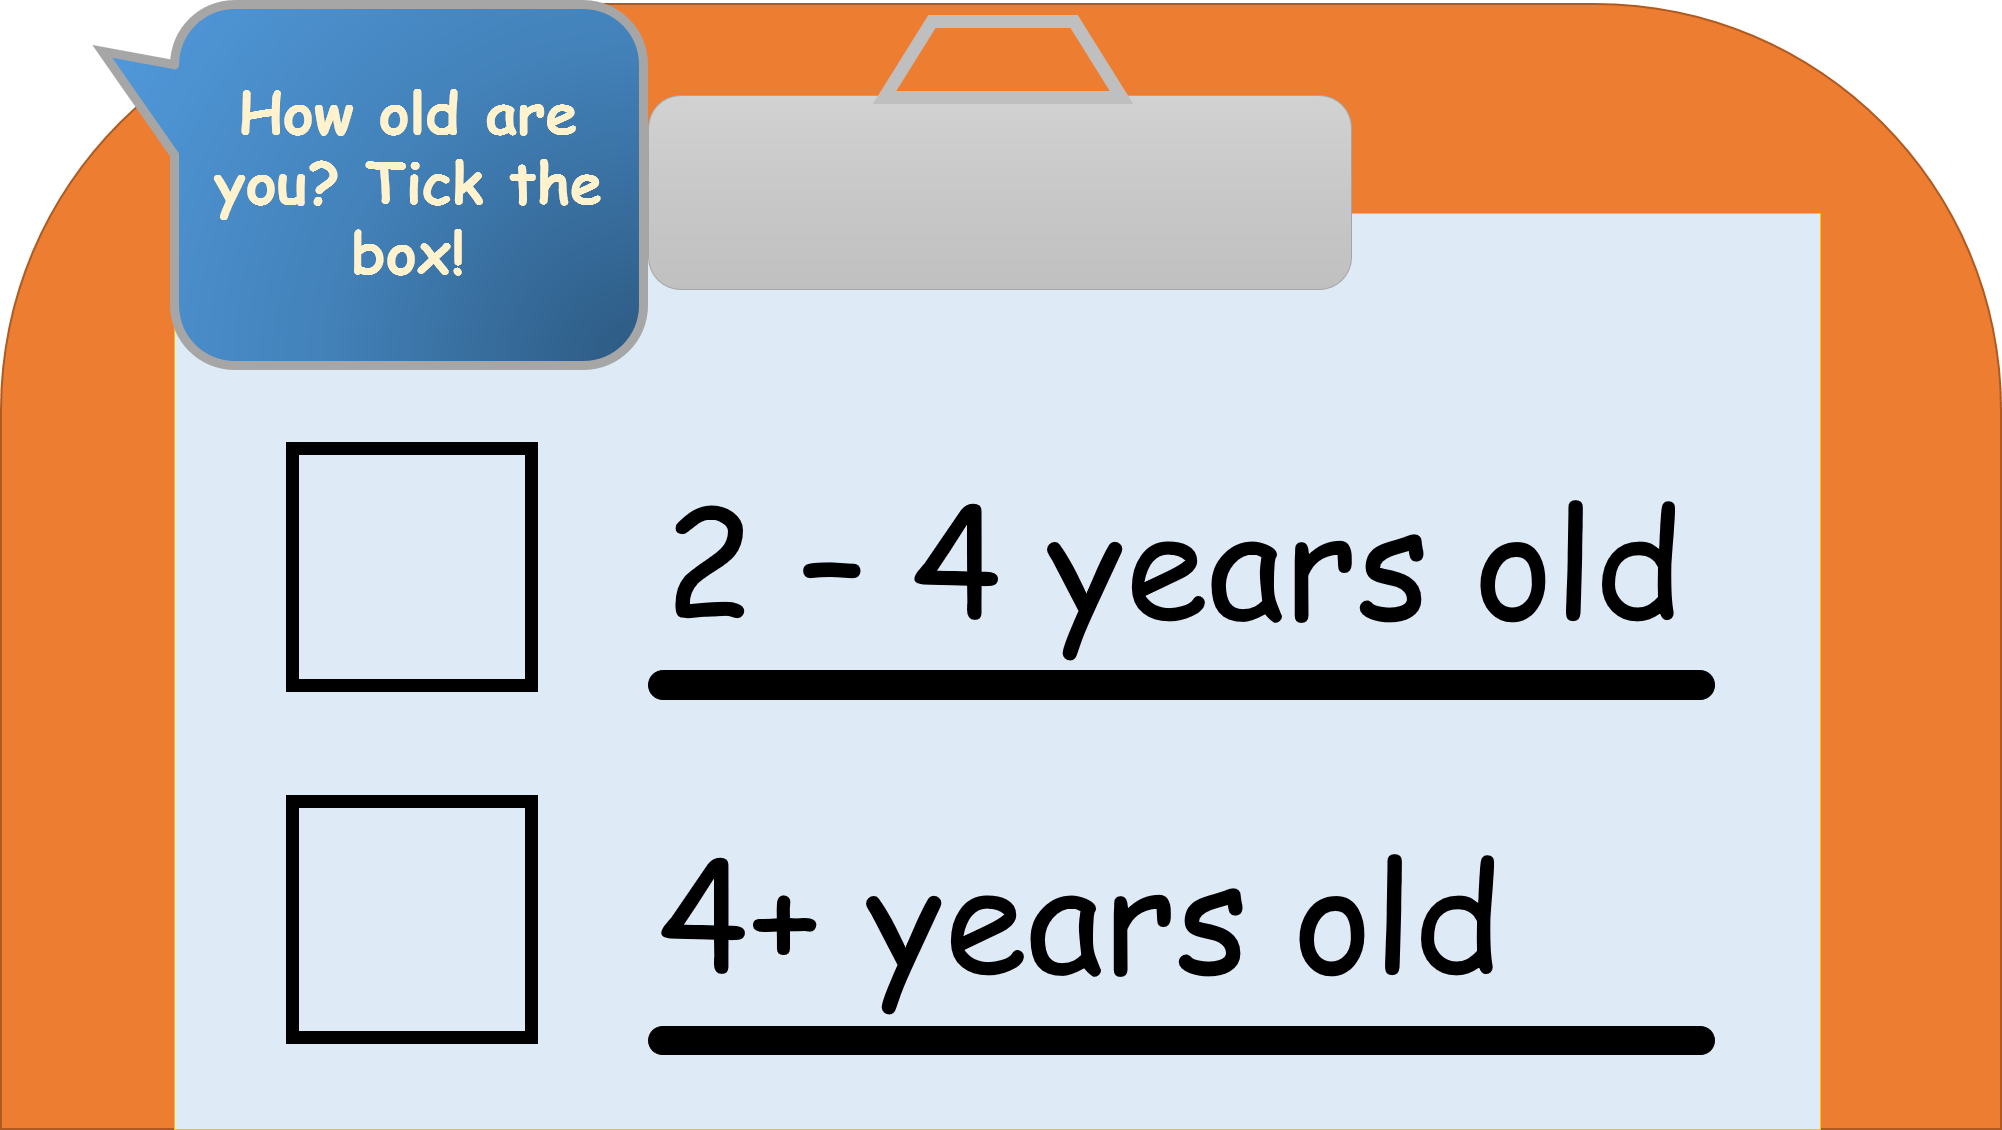 How old are
you? Tick the
box!
2 – 4 years old
4+ years old